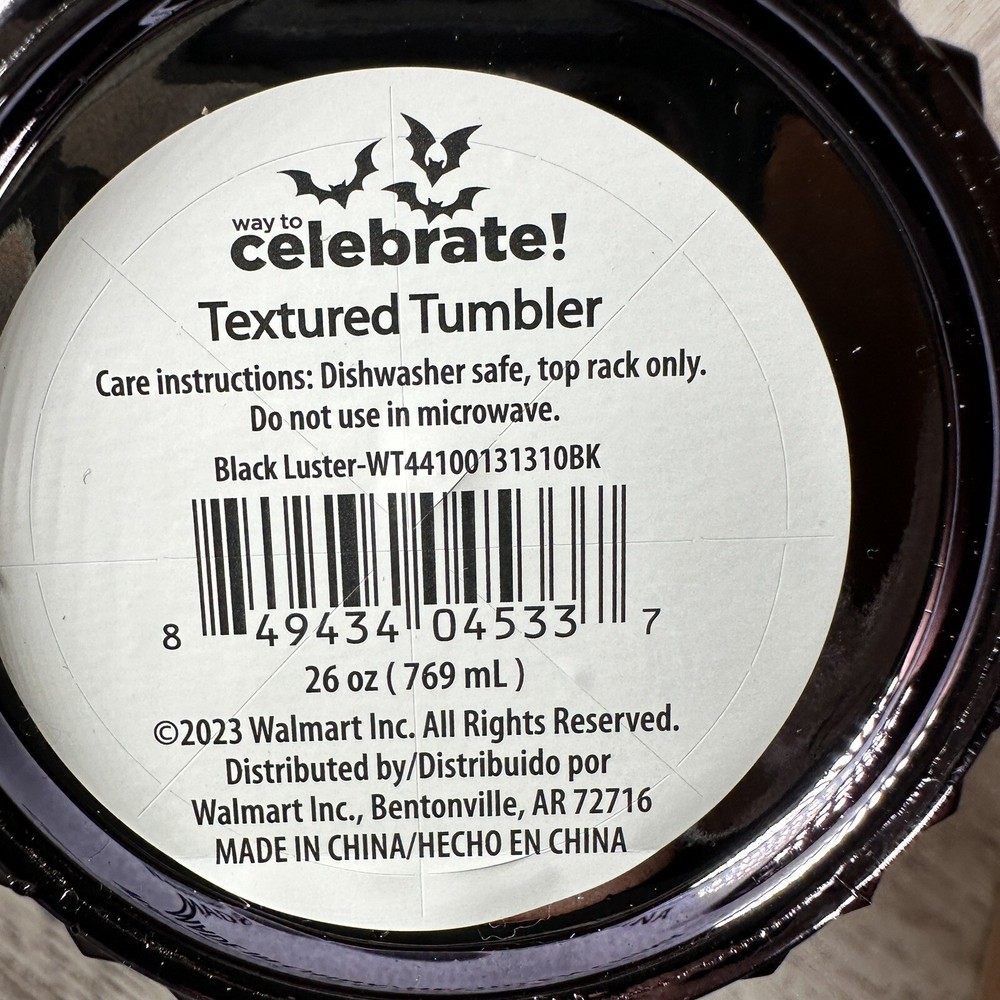 way to
celebrate!
Textured Tumbler
Care instructions: Dishwasher safe, top rack only.
Do not use in microwave.
Black Luster-WT44100131310BK
8 49434 04533 7
26 oz ( 769 mL )
©2023 Walmart Inc. All Rights Reserved.
Distributed by/Distribuido por
Walmart Inc., Bentonville, AR 72716
MADE IN CHINA/HECHO EN CHINA